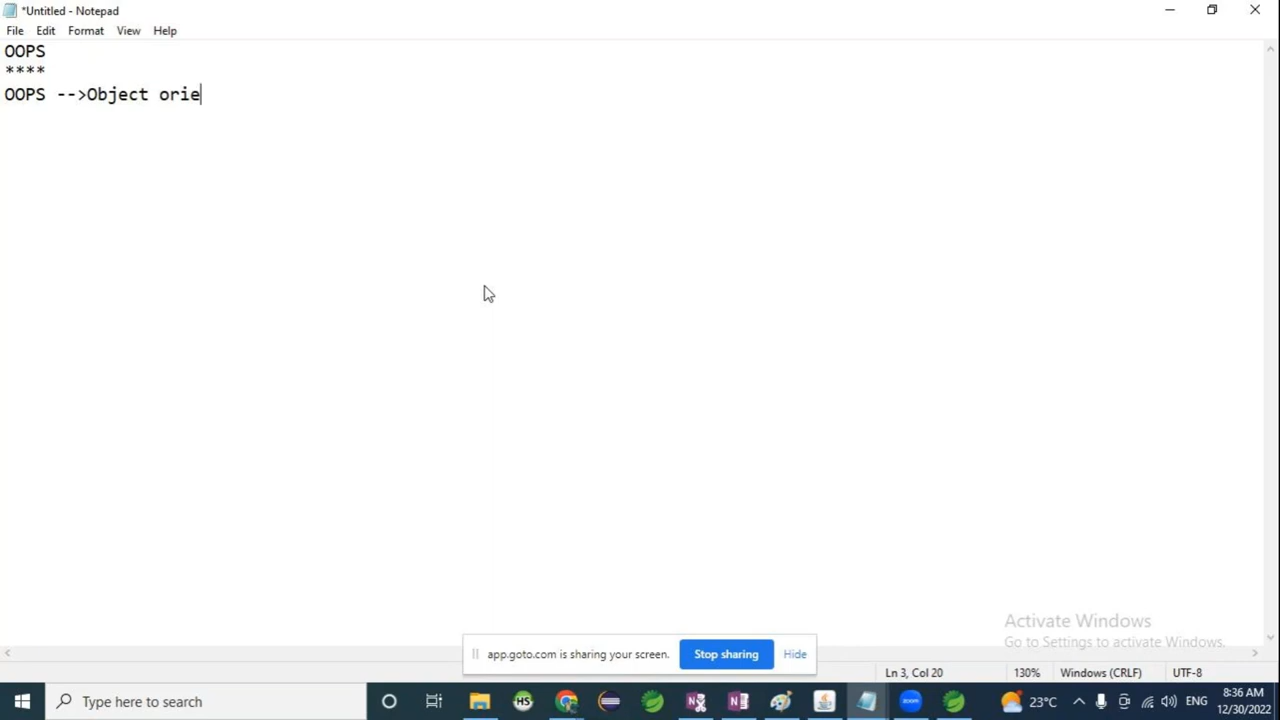 *Untitled - Notepad
File Edit Format View Help
OOPS
****
OOPS -->Object orie
Activate Windows
Go to Settings to activate Windows.
app.goto.com is sharing your screen. Stop sharing Hide
Ln 3, Col 20 130% Windows (CRLF) UTF-8
Type here to search HS zoom 23°C ENG 8:36 AM
12/30/2022